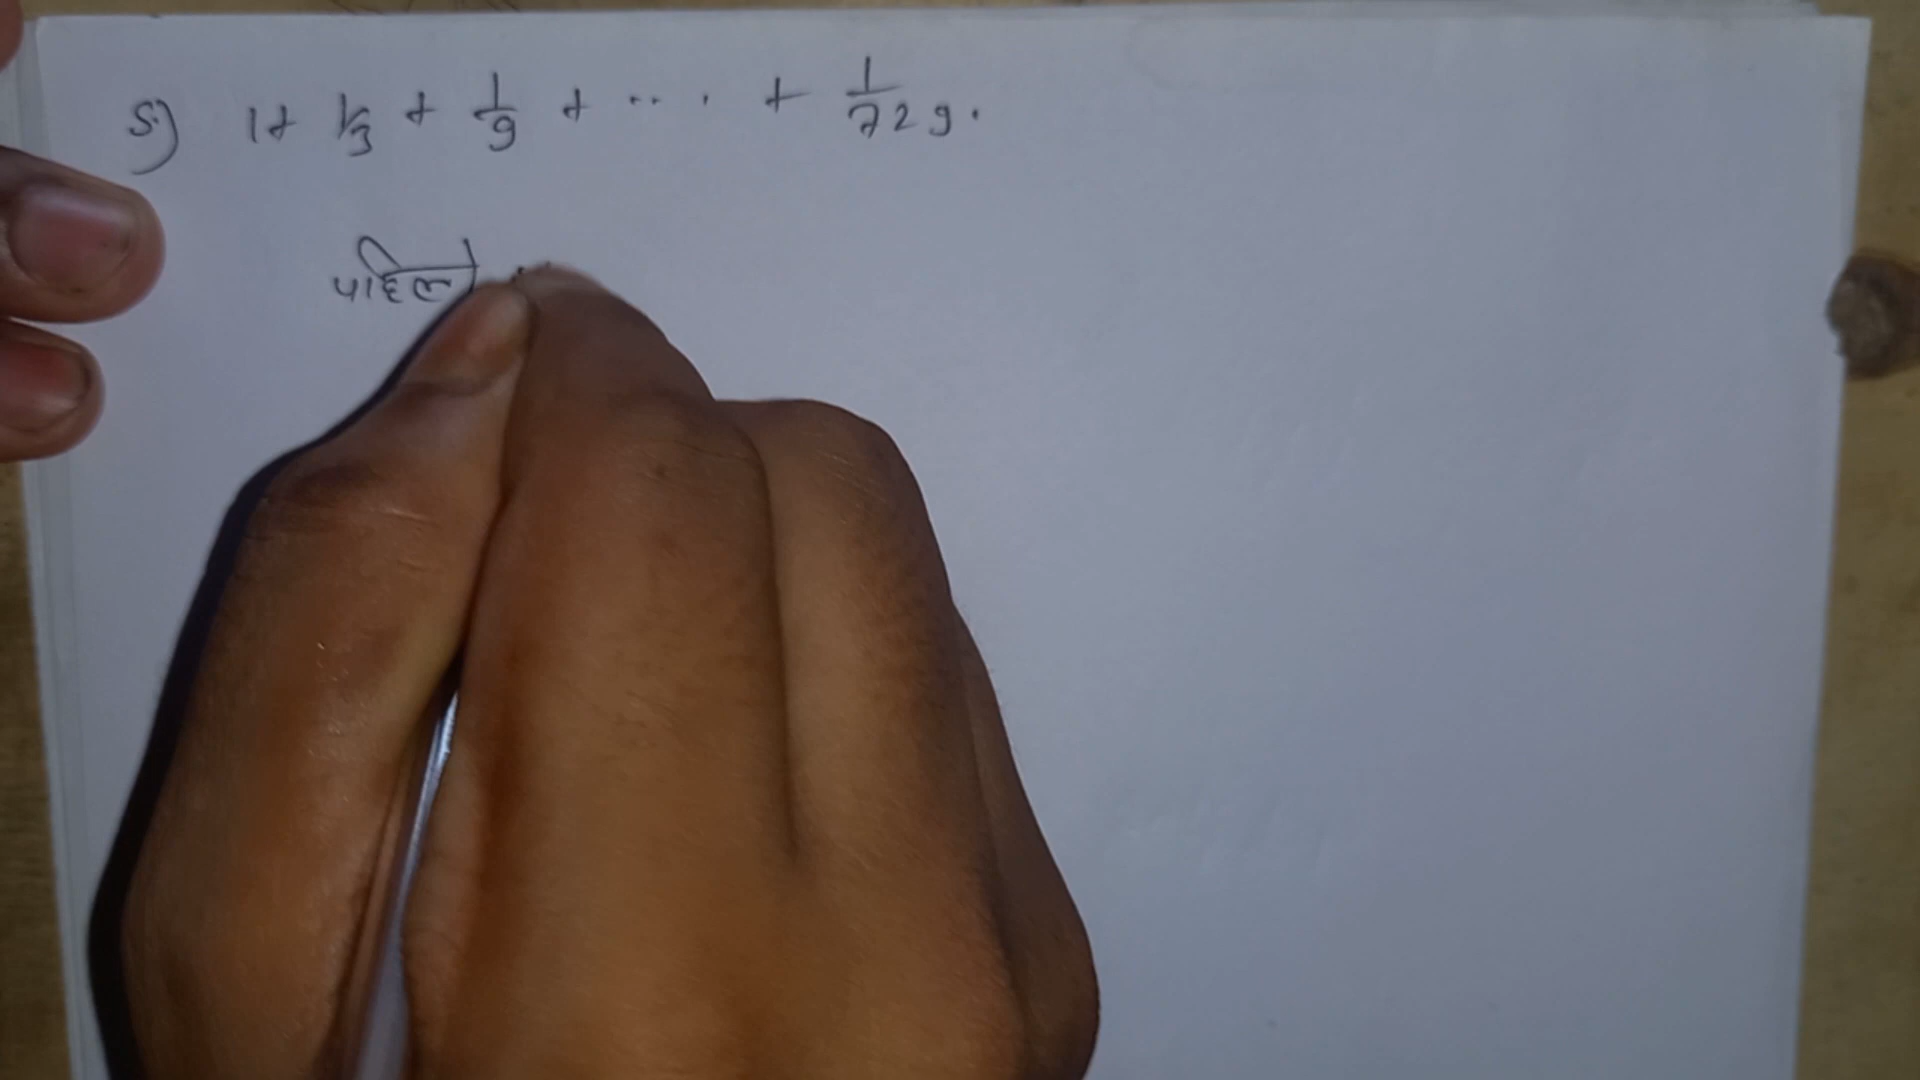 5) 1 + 1/3 + 1/9 + ... + 1/729.
पहिलो